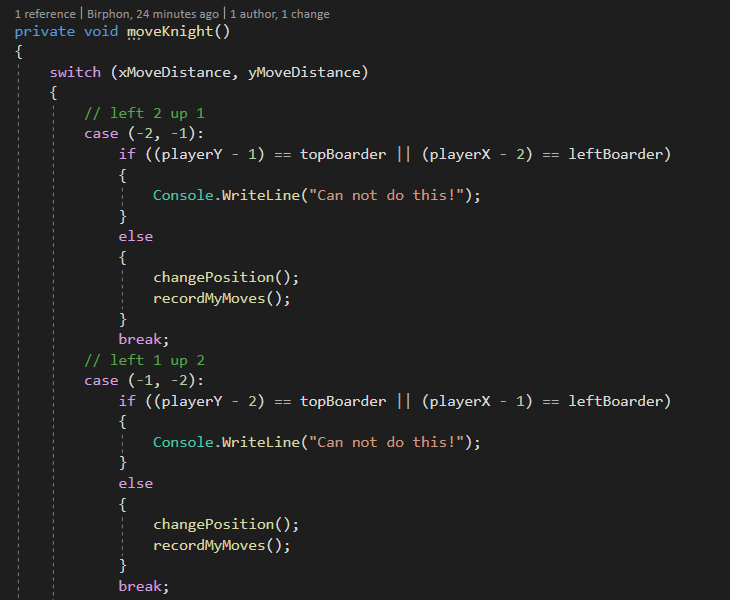 1 reference | Birphon, 24 minutes ago | 1 author, 1 change
private void moveKnight()
{
    switch (xMoveDistance, yMoveDistance)
    {
        // left 2 up 1
        case (-2, -1):
            if ((playerY - 1) == topBoarder || (playerX - 2) == leftBoarder)
            {
                Console.WriteLine("Can not do this!");
            }
            else
            {
                changePosition();
                recordMyMoves();
            }
            break;
        // left 1 up 2
        case (-1, -2):
            if ((playerY - 2) == topBoarder || (playerX - 1) == leftBoarder)
            {
                Console.WriteLine("Can not do this!");
            }
            else
            {
                changePosition();
                recordMyMoves();
            }
            break;